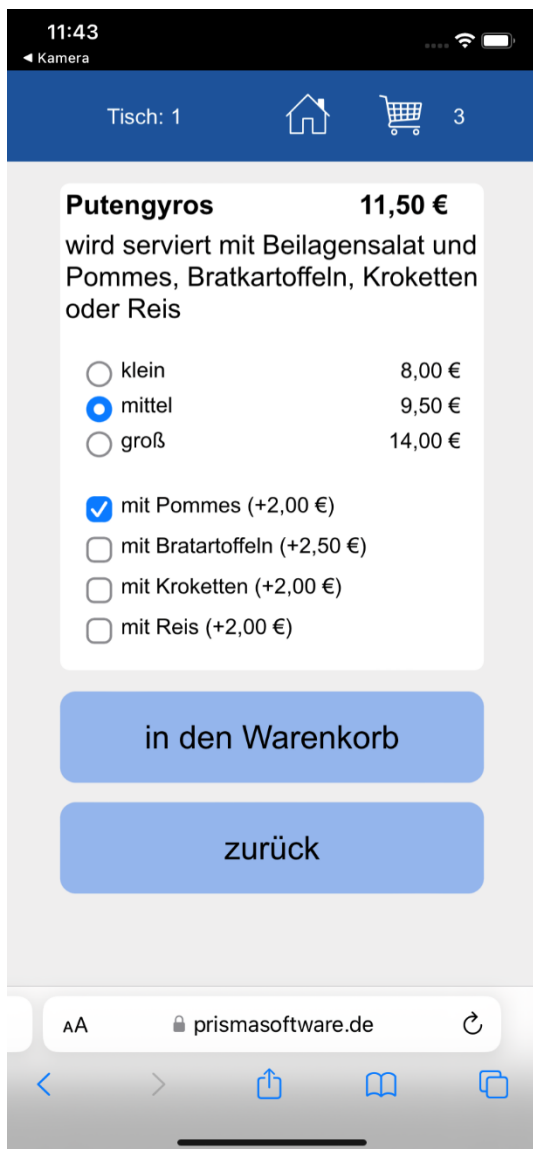 11:43
◀ Kamera
Tisch: 1 3
Putengyros 11,50 €
wird serviert mit Beilagensalat und
Pommes, Bratkartoffeln, Kroketten
oder Reis
klein 8,00 €
mittel 9,50 €
groß 14,00 €
mit Pommes (+2,00 €)
mit Bratartoffeln (+2,50 €)
mit Kroketten (+2,00 €)
mit Reis (+2,00 €)
in den Warenkorb
zurück
AA prismasoftware.de